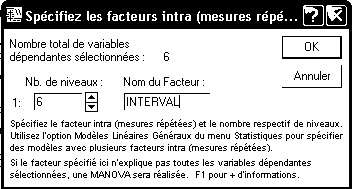 Spécifiez les facteurs intra (mesures répé...
Nombre total de variables
dépendantes sélectionnées : 6
OK
Annuler
Nb. de niveaux : Nom du Facteur :
1: 6 INTERVAL
Spécifiez le facteur intra (mesures répétées) et le nombre respectif de niveaux.
Utilisez l'option Modèles Linéaires Généraux du menu Statistiques pour spécifier
des modèles avec plusieurs facteurs intra (mesures répétées).
Si le facteur spécifié ici n'explique pas toutes les variables dépendantes
sélectionnées, une MANOVA sera réalisée. F1 pour + d'informations.